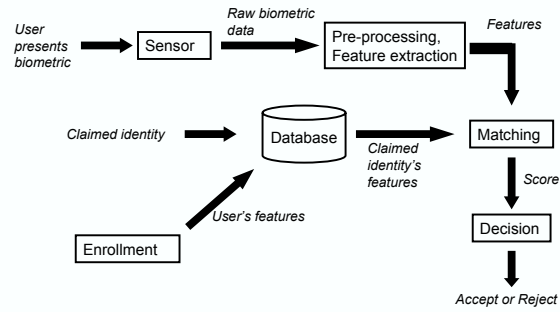 User
presents
biometric
Sensor
Raw biometric
data
Pre-processing,
Feature extraction
Features
Claimed identity
Database
Claimed
identity's
features
Matching
Score
User's features
Enrollment
Decision
Accept or Reject